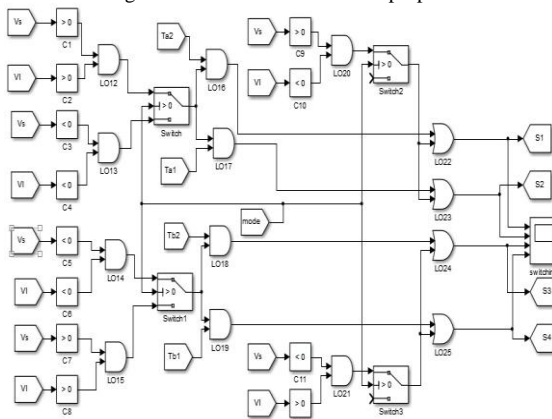 Vs
> 0
C1
Vl
> 0
C2
LO12
Vs
< 0
C3
Vl
< 0
C4
LO13
> 0
Switch
Ta2
LO16
Ta1
LO17
Vs
> 0
C9
Vl
< 0
C10
LO20
> 0
Switch2
LO22
LO23
S1
S2
mode
Vs
< 0
C5
Vl
< 0
C6
LO14
Vs
> 0
C7
Vl
> 0
C8
LO15
> 0
Switch1
Tb2
LO18
Tb1
LO19
Vs
< 0
C11
Vl
> 0
LO21
> 0
Switch3
LO24
LO25
S3
S4